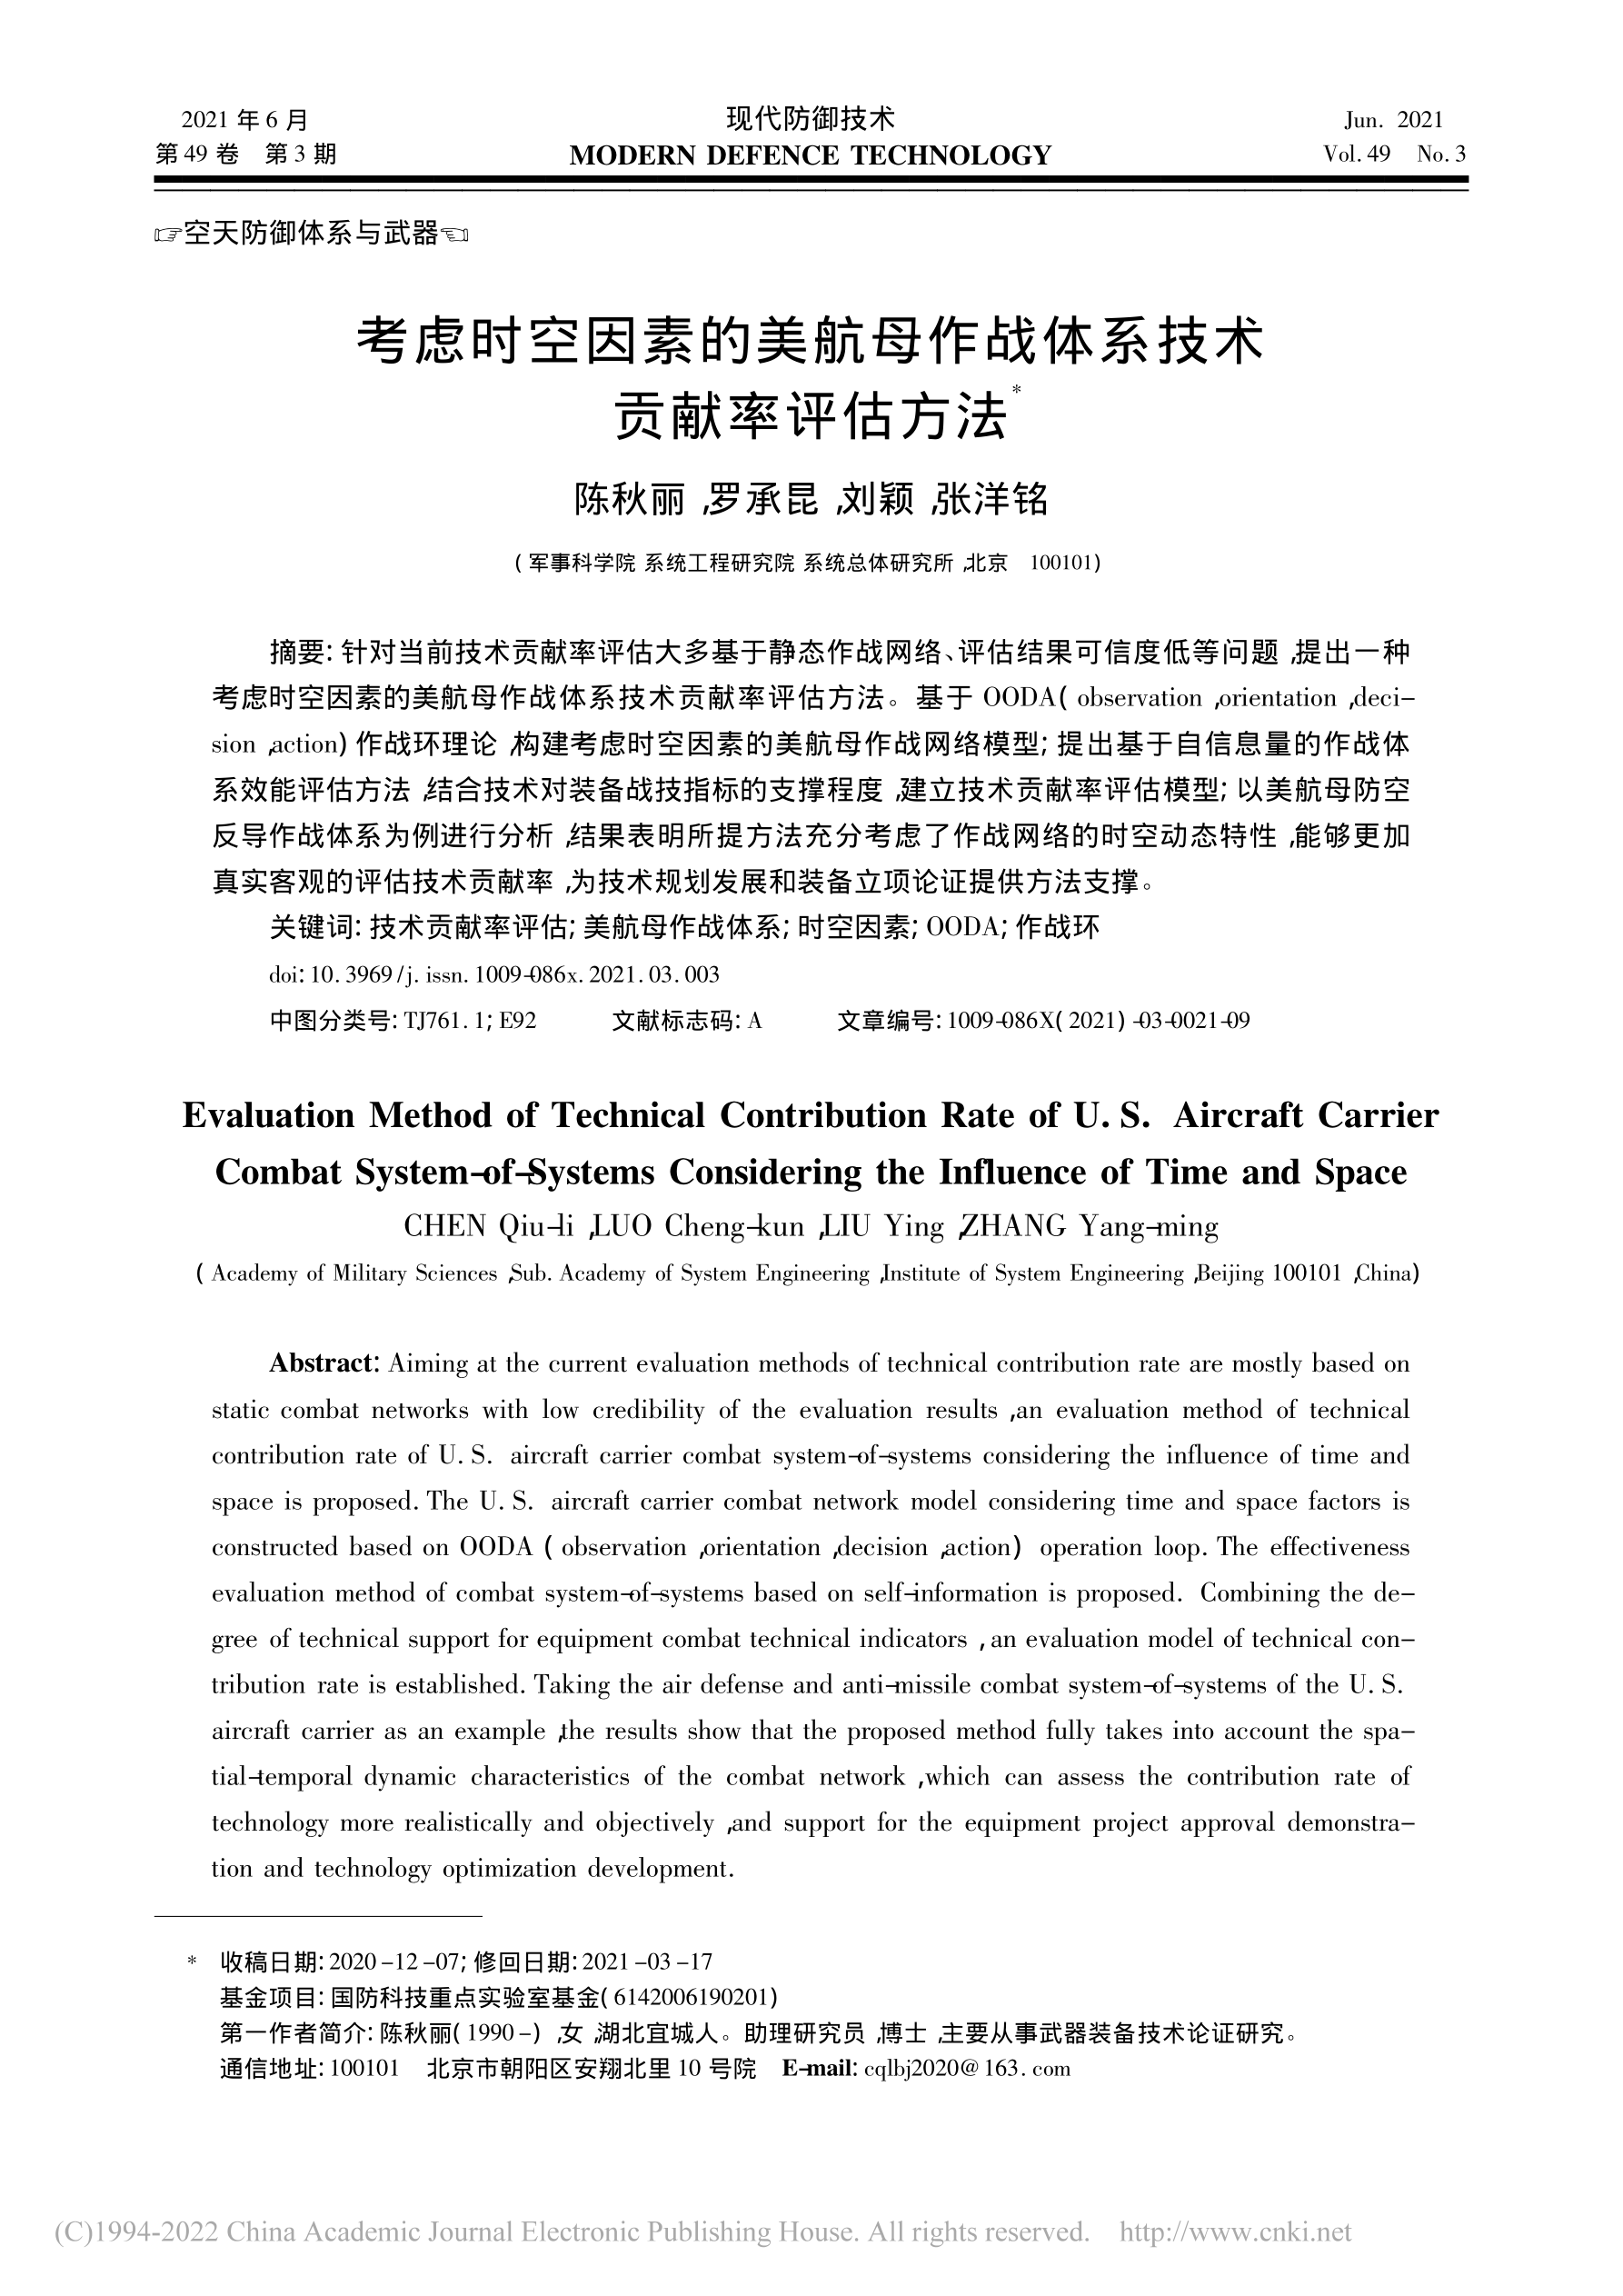 2021 年 6 月
现代防御技术
Jun. 2021
第 49 卷 第 3 期
MODERN DEFENCE TECHNOLOGY
Vol. 49 No. 3
☞空天防御体系与武器☜
考虑时空因素的美航母作战体系技术
贡献率评估方法*
陈秋丽,罗承昆,刘颖,张洋铭
(军事科学院 系统工程研究院 系统总体研究所,北京 100101)
摘要: 针对当前技术贡献率评估大多基于静态作战网络、评估结果可信度低等问题,提出一种
考虑时空因素的美航母作战体系技术贡献率评估方法。基于 OODA( observation,orientation,deci-
sion,action) 作战环理论,构建考虑时空因素的美航母作战网络模型; 提出基于自信息量的作战体
系效能评估方法,结合技术对装备战技指标的支撑程度,建立技术贡献率评估模型; 以美航母防空
反导作战体系为例进行分析,结果表明所提方法充分考虑了作战网络的时空动态特性,能够更加
真实客观的评估技术贡献率,为技术规划发展和装备立项论证提供方法支撑。
关键词: 技术贡献率评估; 美航母作战体系; 时空因素; OODA; 作战环
doi: 10. 3969 /j. issn. 1009-086x. 2021. 03. 003
中图分类号: TJ761. 1; E92 文献标志码: A 文章编号: 1009-086X( 2021) -03-0021-09
Evaluation Method of Technical Contribution Rate of U. S. Aircraft Carrier
Combat System-of-Systems Considering the Influence of Time and Space
CHEN Qiu-li,LUO Cheng-kun,LIU Ying,ZHANG Yang-ming
( Academy of Military Sciences,Sub. Academy of System Engineering,Institute of System Engineering,Beijing 100101,China)
Abstract: Aiming at the current evaluation methods of technical contribution rate are mostly based on
static combat networks with low credibility of the evaluation results,an evaluation method of technical
contribution rate of U. S. aircraft carrier combat system-of-systems considering the influence of time and
space is proposed. The U. S. aircraft carrier combat network model considering time and space factors is
constructed based on OODA ( observation,orientation,decision,action) operation loop. The effectiveness
evaluation method of combat system-of-systems based on self-information is proposed. Combining the de-
gree of technical support for equipment combat technical indicators,an evaluation model of technical con-
tribution rate is established. Taking the air defense and anti-missile combat system-of-systems of the U. S.
aircraft carrier as an example,the results show that the proposed method fully takes into account the spa-
tial-temporal dynamic characteristics of the combat network,which can assess the contribution rate of
technology more realistically and objectively,and support for the equipment project approval demonstra-
tion and technology optimization development.
* 收稿日期: 2020 -12 -07; 修回日期: 2021 -03 -17
基金项目: 国防科技重点实验室基金( 6142006190201)
第一作者简介: 陈秋丽( 1990 -) ,女,湖北宜城人。助理研究员,博士,主要从事武器装备技术论证研究。
通信地址: 100101 北京市朝阳区安翔北里 10 号院 E-mail: cqlbj2020@ 163. com
(C)1994-2022 China Academic Journal Electronic Publishing House. All rights reserved. http://www.cnki.net